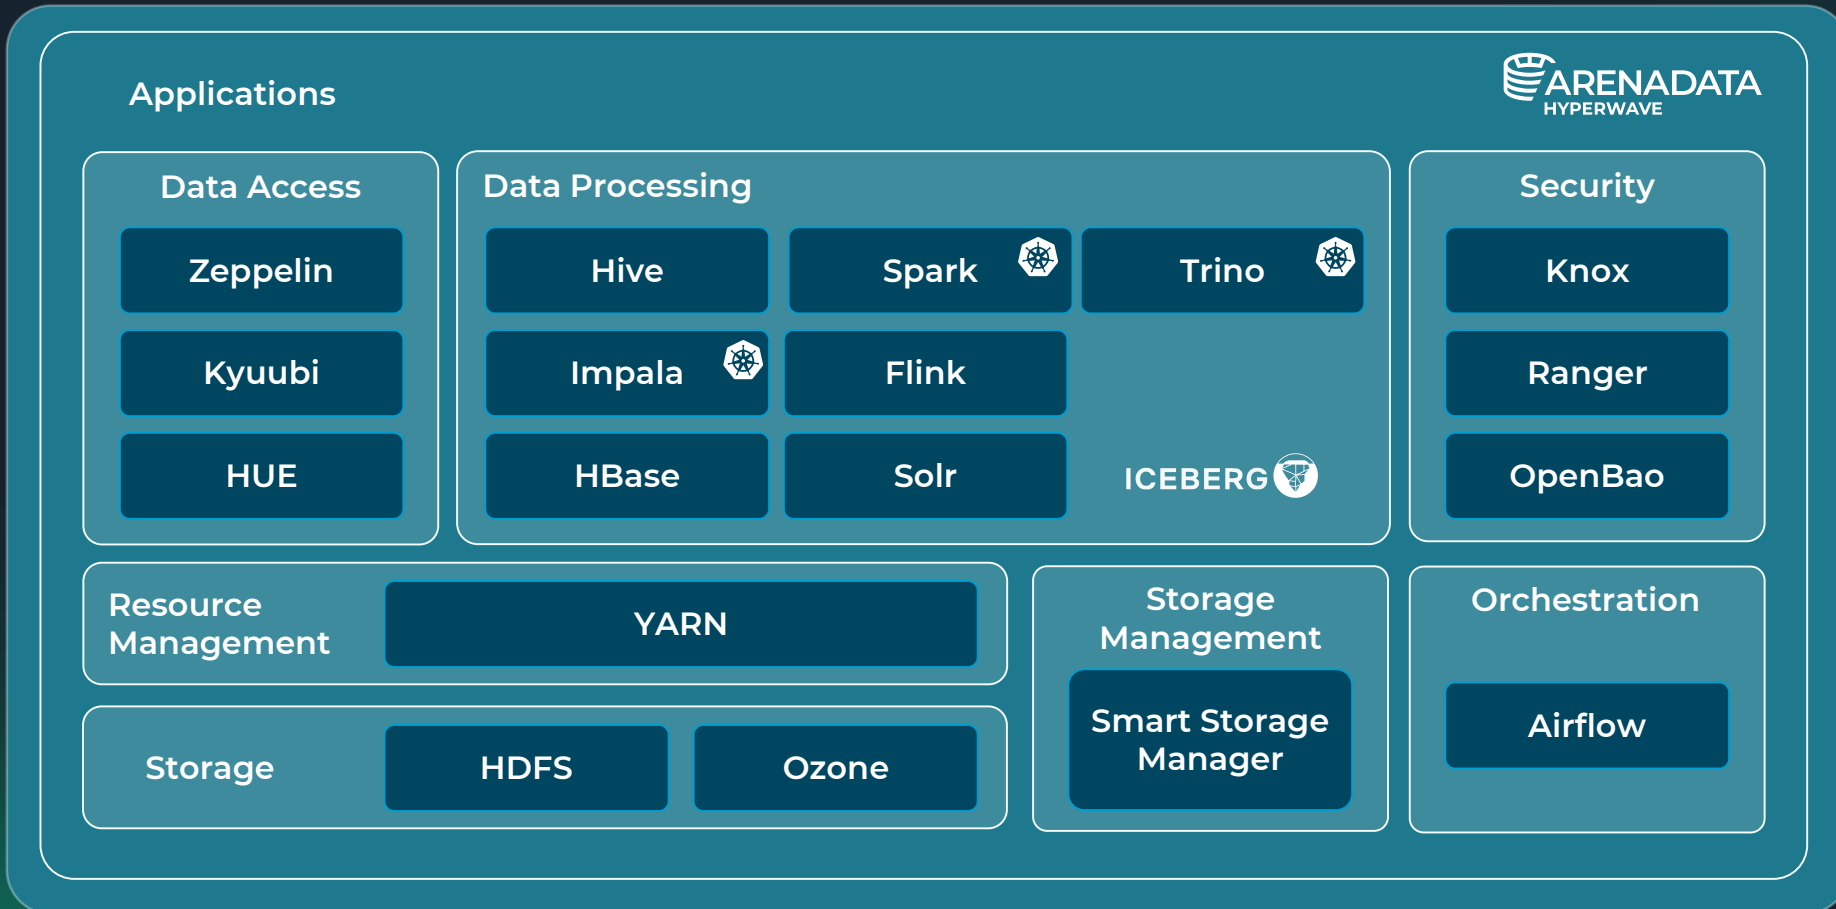 Applications
ARENADATA
HYPERWAVE
Data Access
Zeppelin
Kyuubi
HUE
Data Processing
Hive
Spark
Trino
Impala
Flink
HBase
Solr
ICEBERG
Security
Knox
Ranger
OpenBao
Resource
Management
YARN
Storage
HDFS
Ozone
Storage
Management
Smart Storage
Manager
Orchestration
Airflow